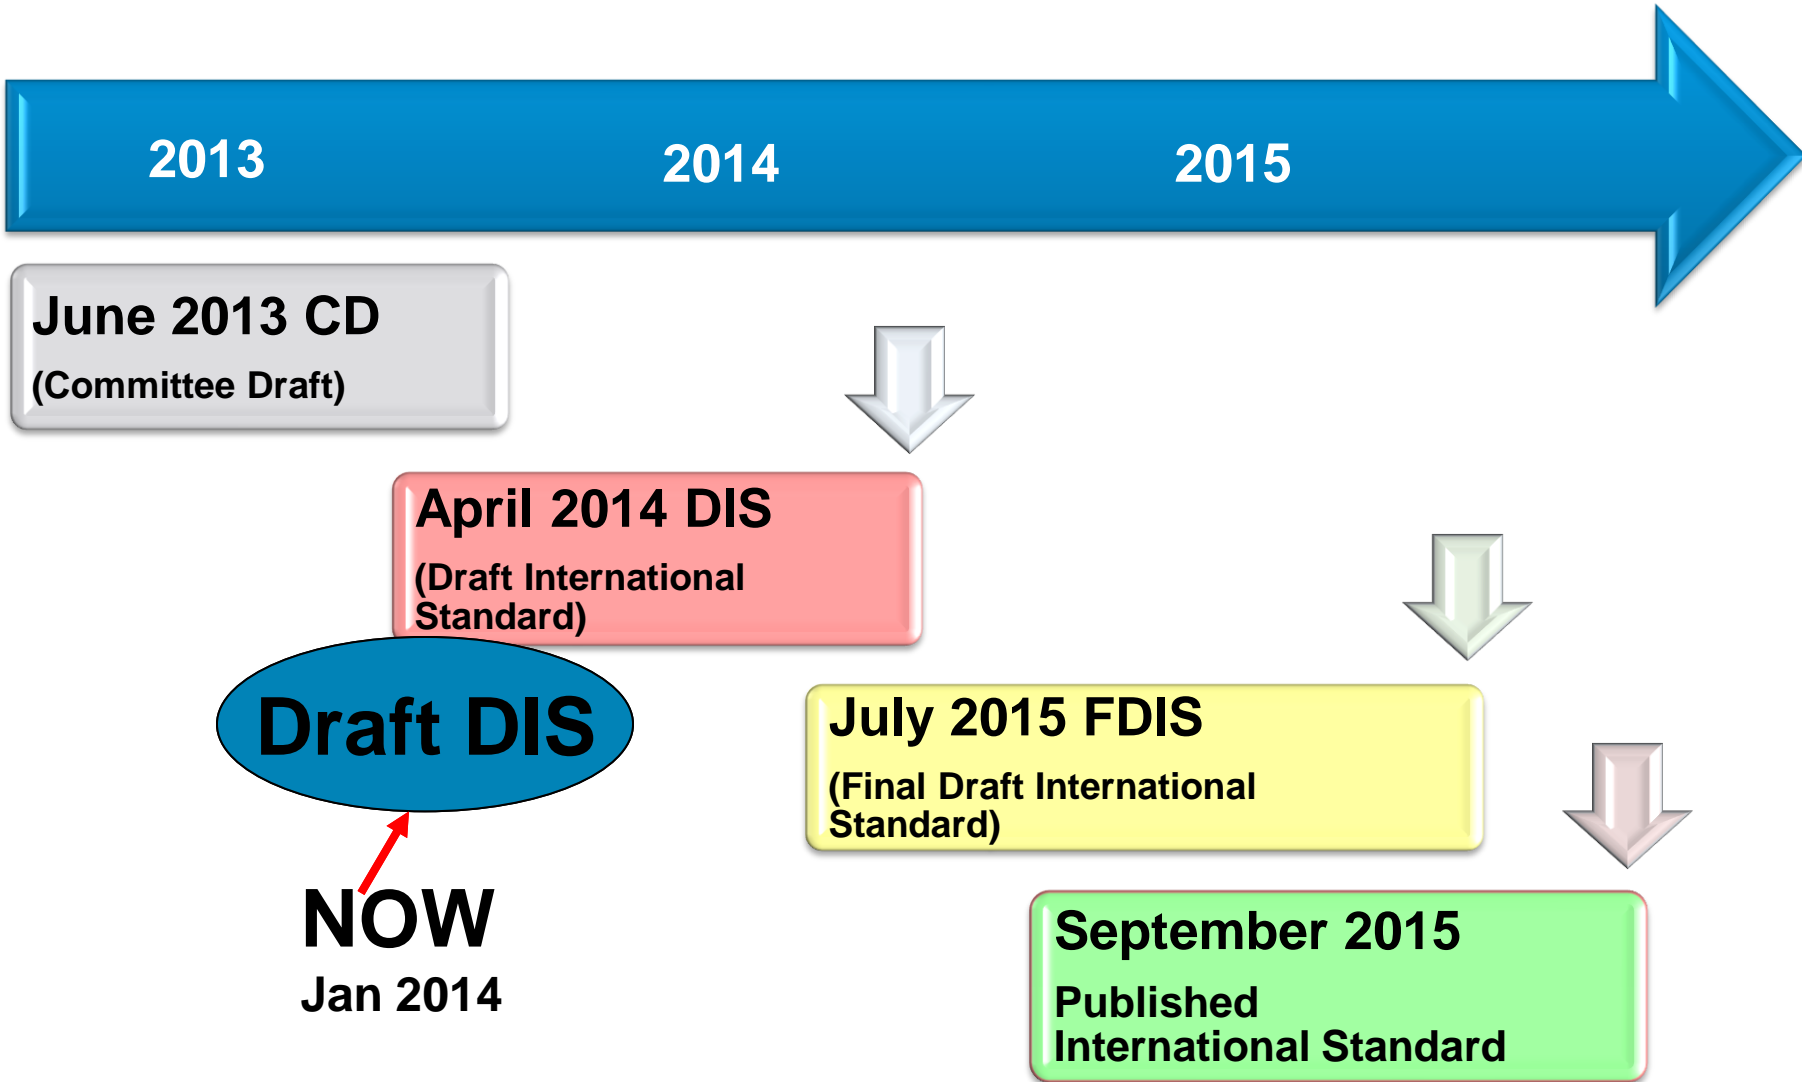 2013
2014
2015
June 2013 CD
(Committee Draft)
April 2014 DIS
(Draft International
Standard)
Draft DIS
NOW
Jan 2014
July 2015 FDIS
(Final Draft International
Standard)
September 2015
Published
International Standard